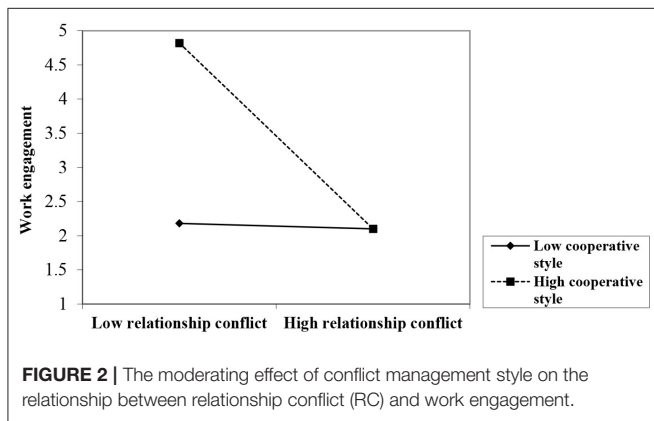 5
4.5
4
3.5
3
2.5
2
1.5
1
Work engagement
Low relationship conflict High relationship conflict
Low cooperative
style
High cooperative
style
FIGURE 2 | The moderating effect of conflict management style on the
relationship between relationship conflict (RC) and work engagement.